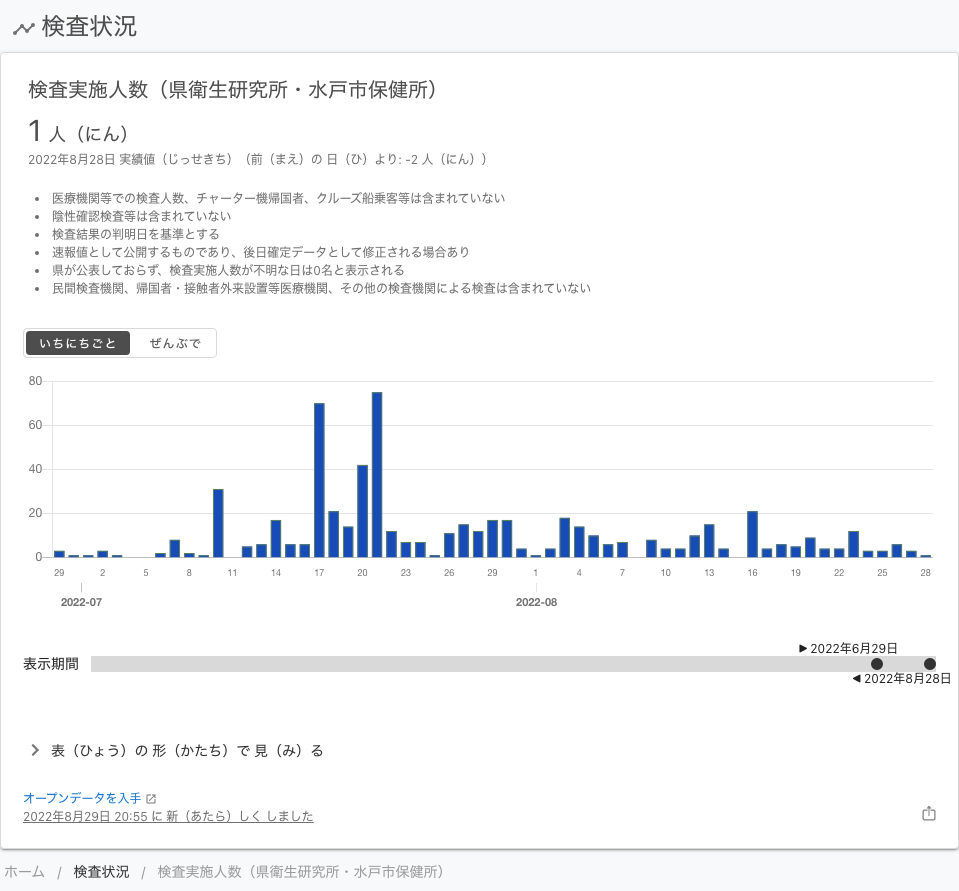 検査状況
検査実施人数（県衛生研究所・水戸市保健所）
1 人（にん）
2022年8月28日 実績値（じっせきち）（前（まえ）の 日（ひ）より: -2 人（にん））
• 医療機関等での検査人数、チャーター機帰国者、クルーズ船乗客等は含まれていない
• 陰性確認検査等は含まれていない
• 検査結果の判明日を基準とする
• 速報値として公開するものであり、後日確定データとして修正される場合あり
• 県が公表しておらず、検査実施人数が不明な日は0名と表示される
• 民間検査機関、帰国者・接触者外来設置等医療機関、その他の検査機関による検査は含まれていない
いちにちごと ぜんぶで
80
60
40
20
0
29 2 5 8 11 14 17 20 23 26 29 1 4 7 10 13 16 19 22 25 28
2022-07 2022-08
▶ 2022年6月29日
表示期間
◀ 2022年8月28日
表（ひょう）の 形（かたち）で 見（み）る
オープンデータを入手
2022年8月29日 20:55 に 新（あたら）しく しました
ホーム / 検査状況 / 検査実施人数（県衛生研究所・水戸市保健所）